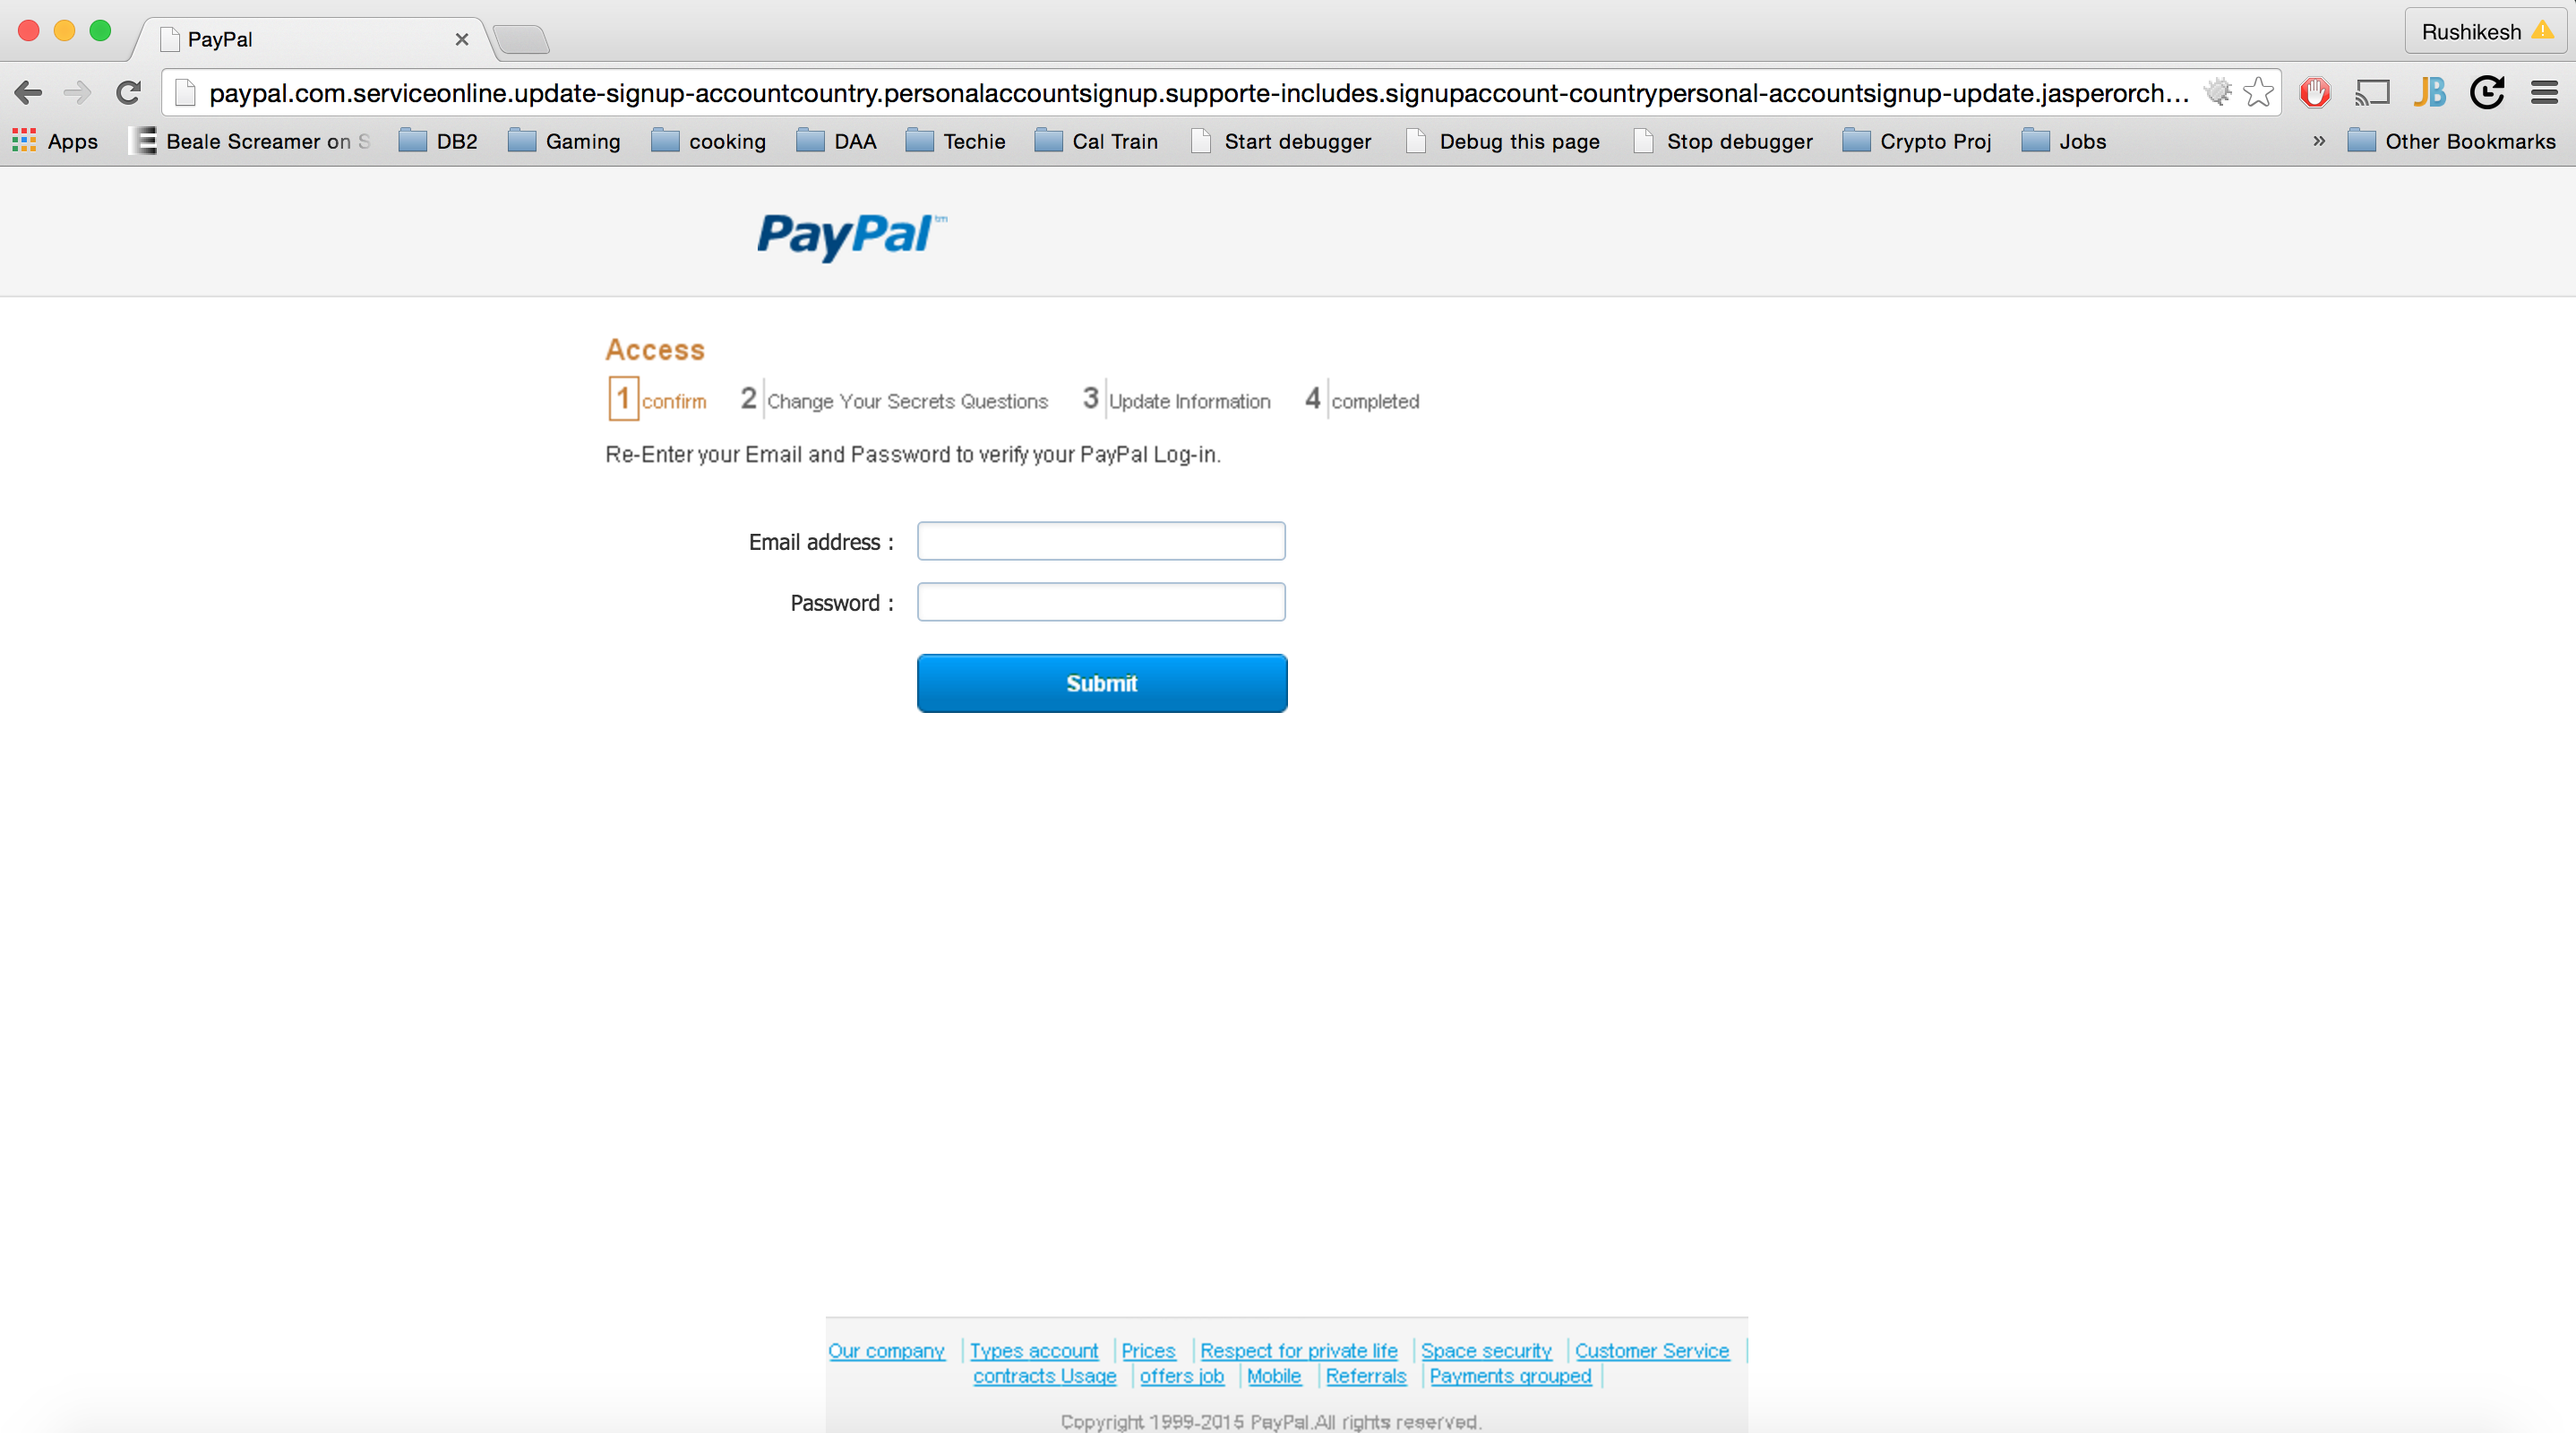 PayPal
Rushikesh
paypal.com.serviceonline.update-signup-accountcountry.personalaccountsignup.supporte-includes.signupaccount-countrypersonal-accountsignup-update.jasperorch...
Apps Beale Screamer on S DB2 Gaming cooking DAA Techie Cal Train Start debugger Debug this page Stop debugger Crypto Proj Jobs » Other Bookmarks
JB
PayPal™
Access
1 confirm 2 Change Your Secrets Questions 3 Update Information 4 completed
Re-Enter your Email and Password to verify your PayPal Log-in.
Email address :
Password :
Submit
Our company Types account Prices Respect for private life Space security Customer Service
contracts Usage offers job Mobile Referrals Payments grouped
Copyright 1999-2015 PayPal.All rights reserved.